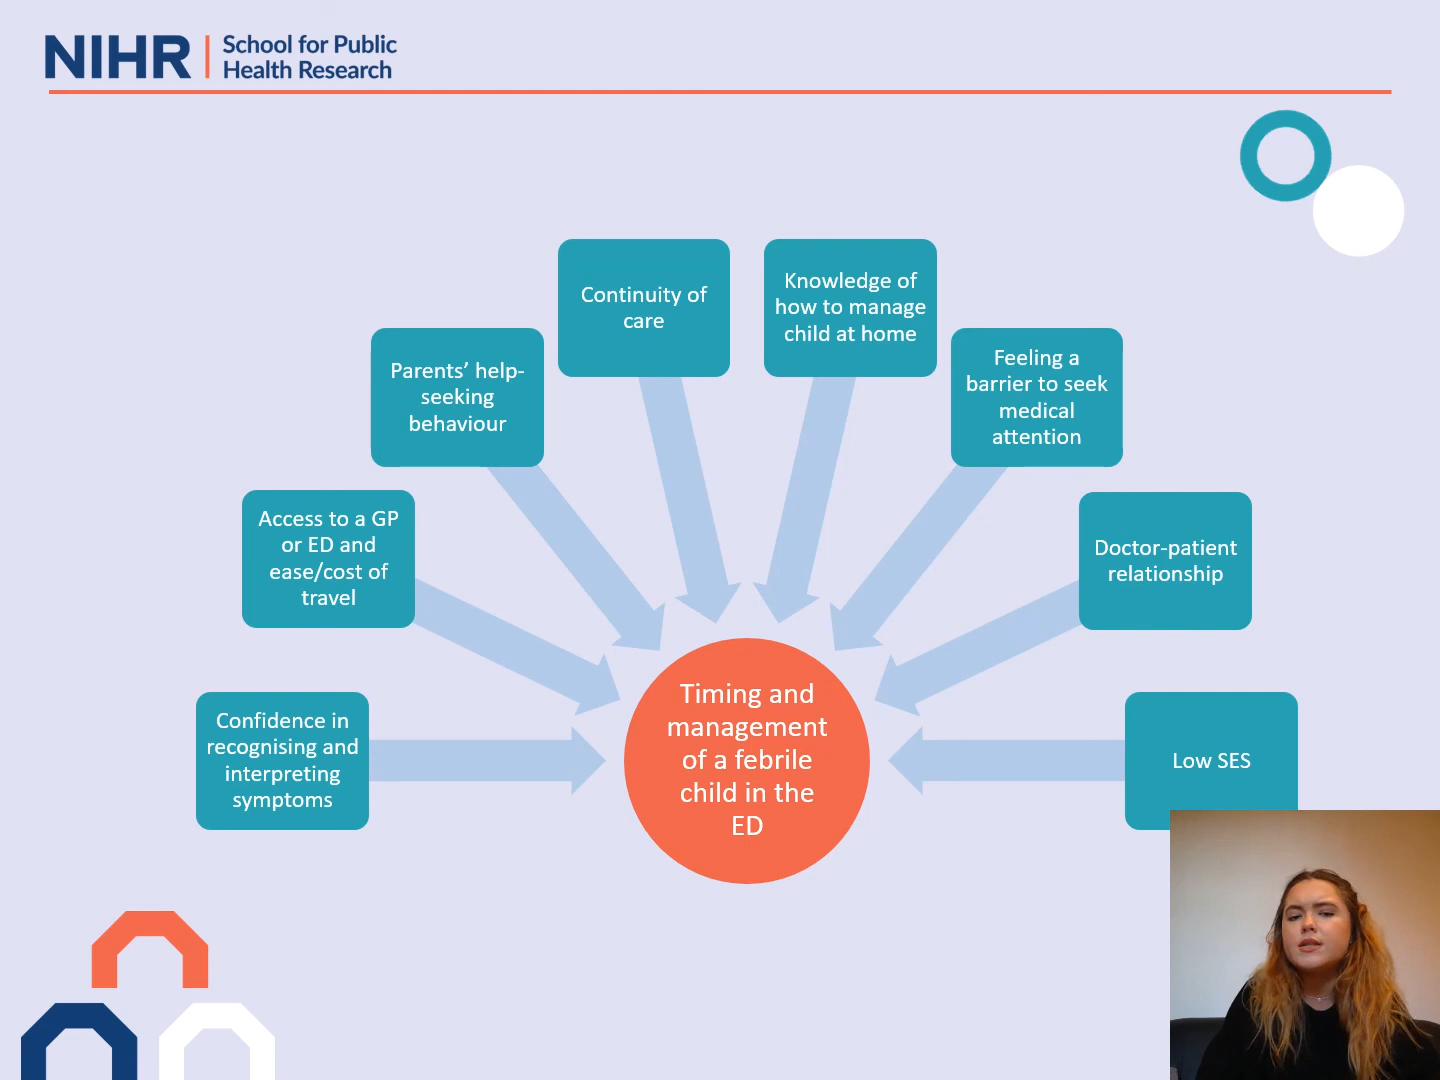 NIHR
School for Public
Health Research
Continuity of
care
Knowledge of
how to manage
child at home
Parents’ help-
seeking
behaviour
Feeling a
barrier to seek
medical
attention
Access to a GP
or ED and
ease/cost of
travel
Doctor-patient
relationship
Confidence in
recognising and
interpreting
symptoms
Timing and
management
of a febrile
child in the
ED
Low SES